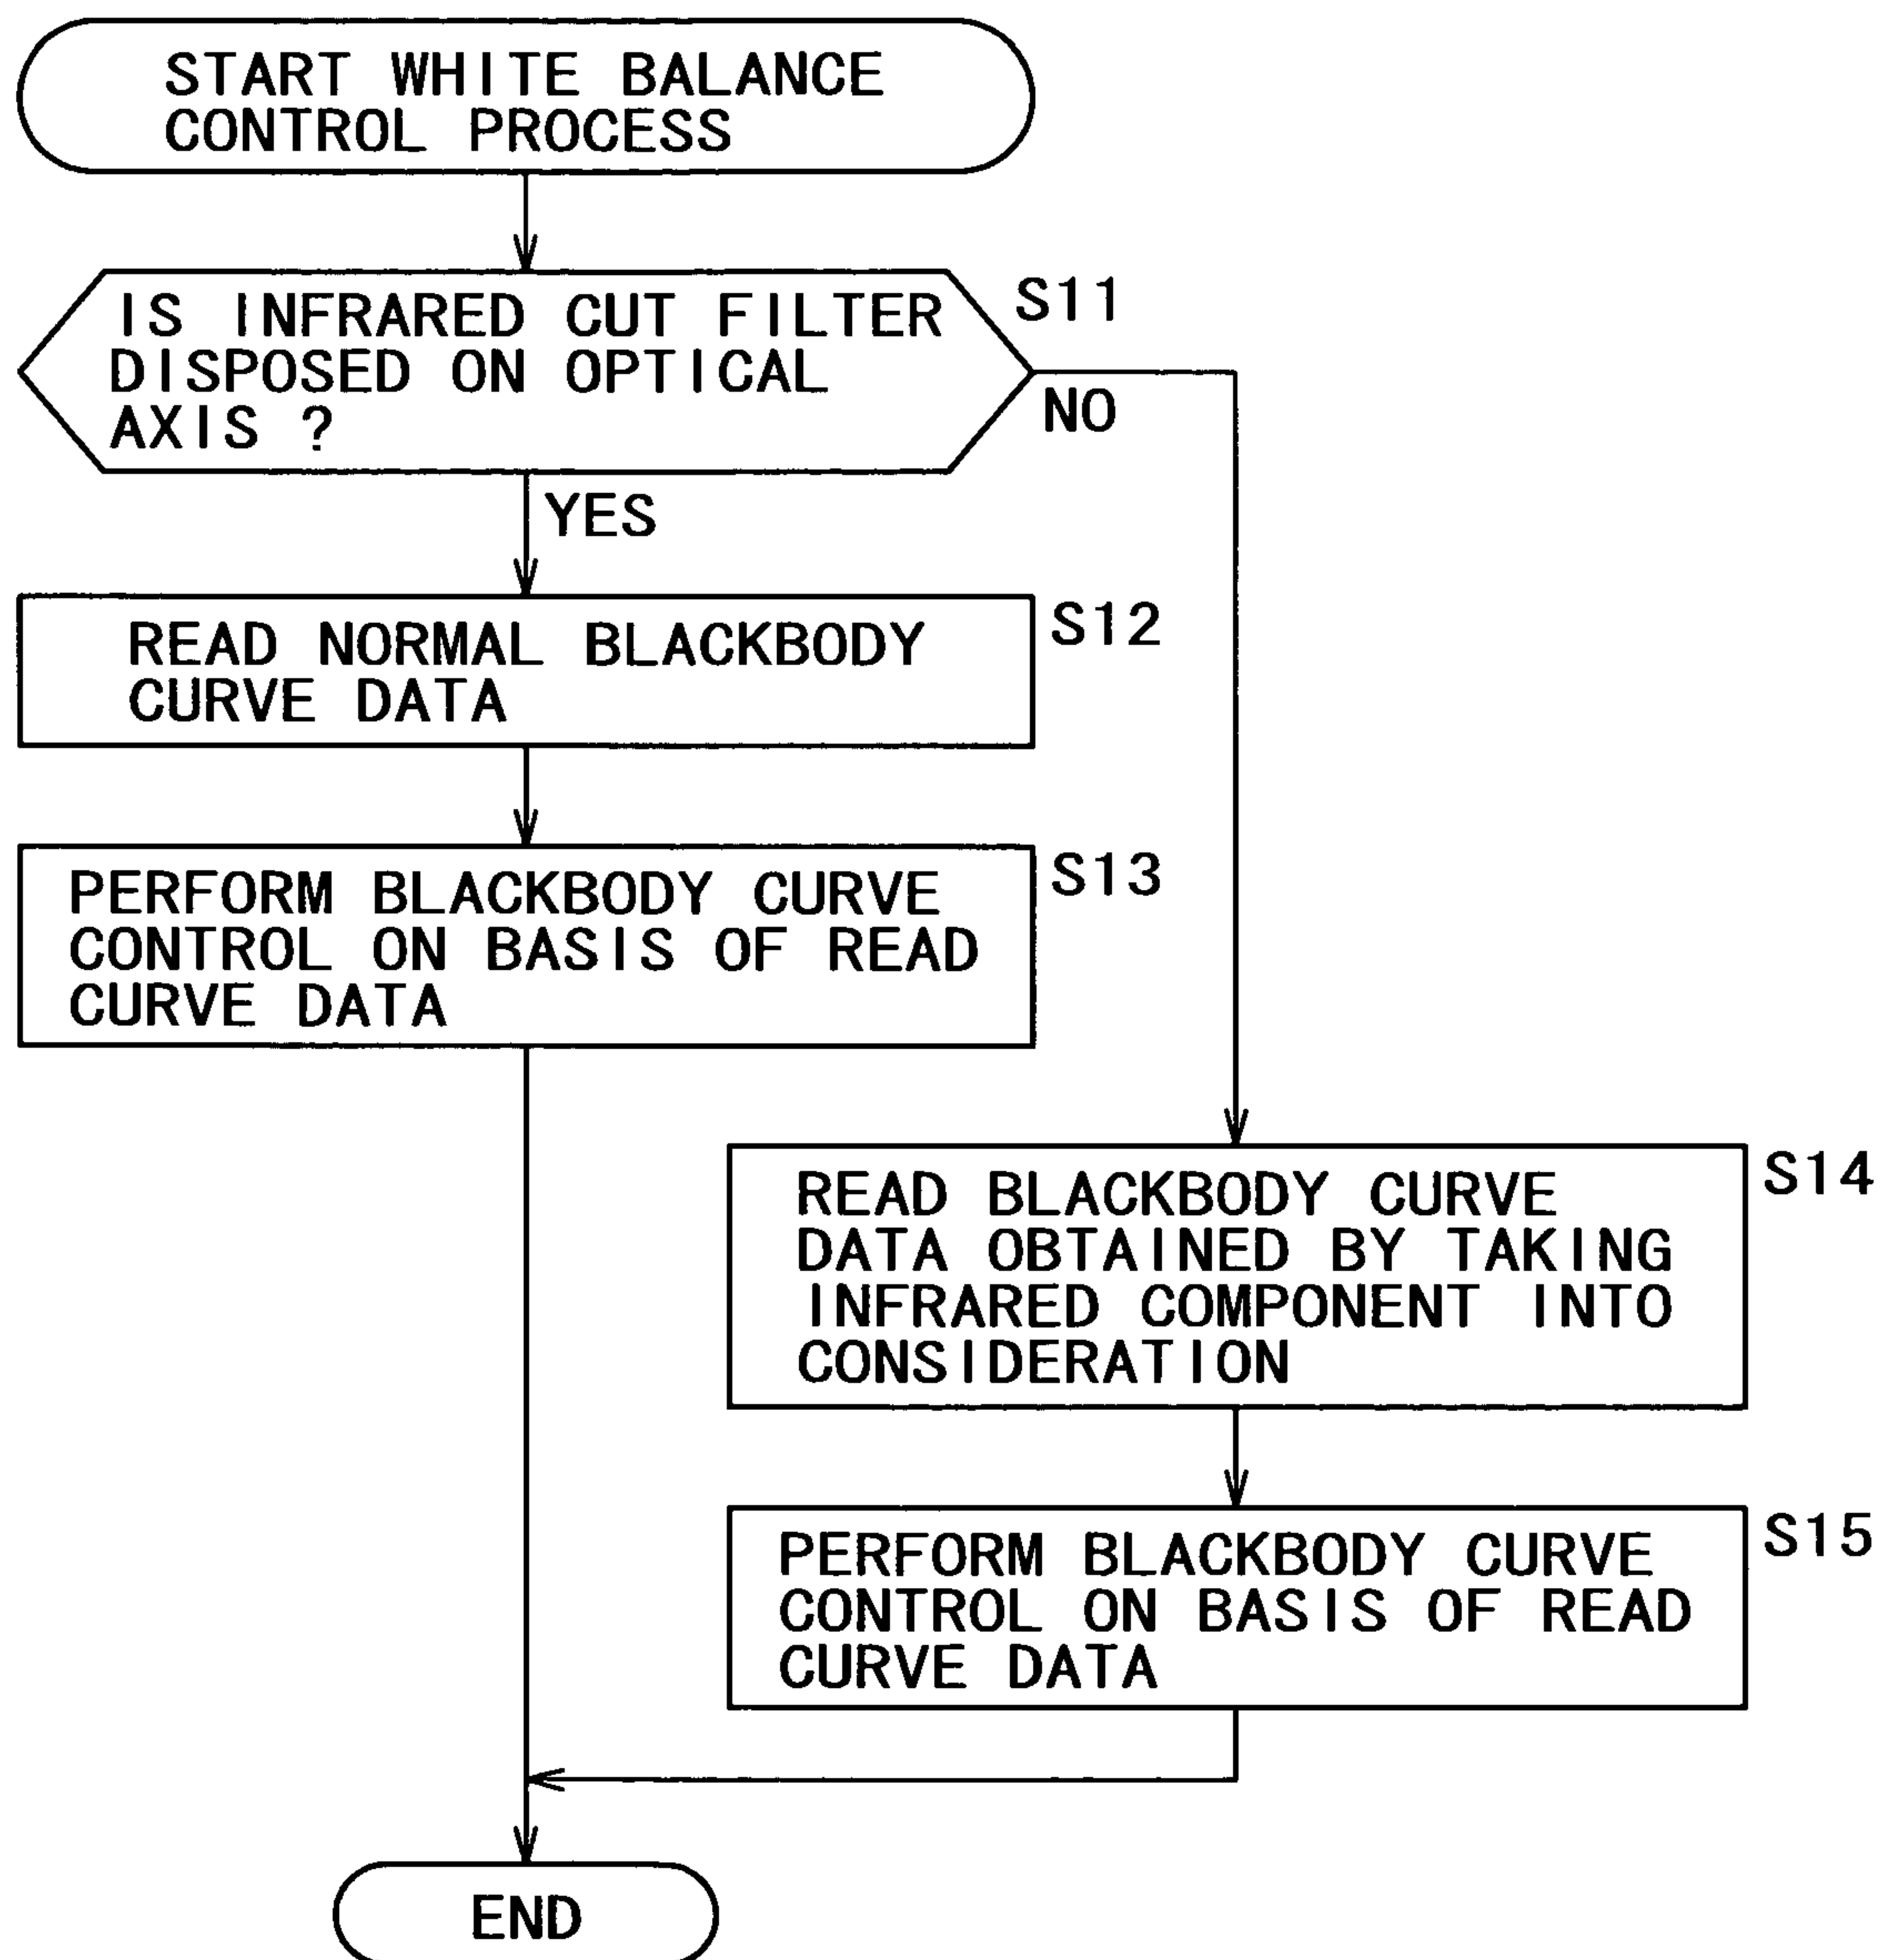 START WHITE BALANCE
CONTROL PROCESS
IS INFRARED CUT FILTER
DISPOSED ON OPTICAL
AXIS ?
S11
NO
YES
READ NORMAL BLACKBODY
CURVE DATA
S12
PERFORM BLACKBODY CURVE
CONTROL ON BASIS OF READ
CURVE DATA
S13
READ BLACKBODY CURVE
DATA OBTAINED BY TAKING
INFRARED COMPONENT INTO
CONSIDERATION
S14
PERFORM BLACKBODY CURVE
CONTROL ON BASIS OF READ
CURVE DATA
S15
END